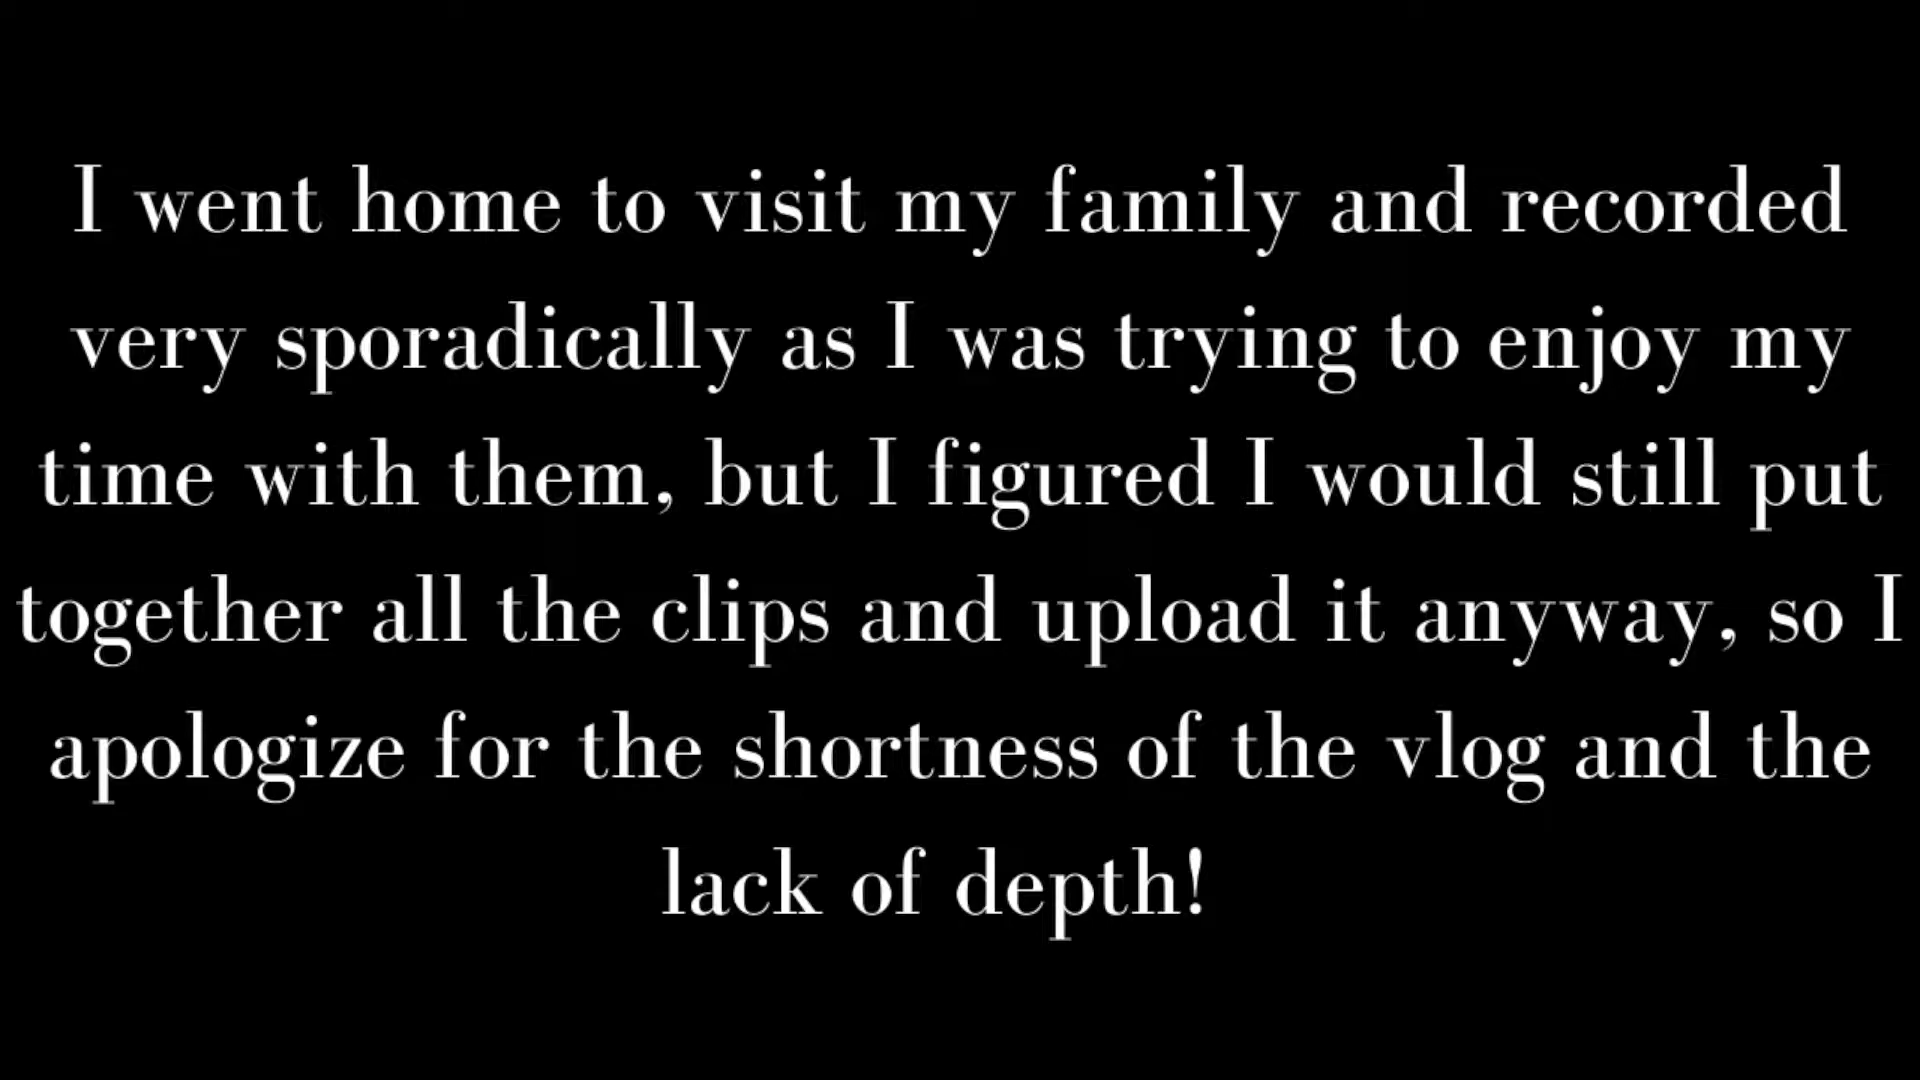 I went home to visit my family and recorded
very sporadically as I was trying to enjoy my
time with them, but I figured I would still put
together all the clips and upload it anyway, so I
apologize for the shortness of the vlog and the
lack of depth!